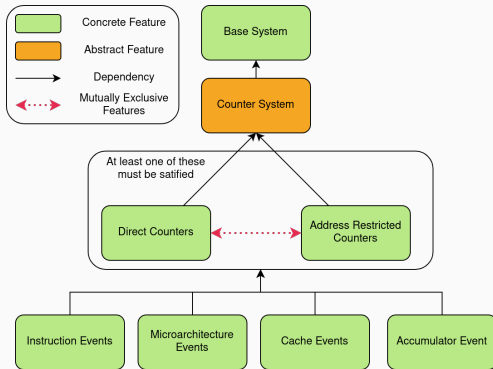 Concrete Feature
Abstract Feature
Dependency
Mutually Exclusive
Features
Base System
Counter System
At least one of these
must be satified
Direct Counters
Address Restricted
Counters
Instruction Events
Microarchitecture
Events
Cache Events
Accumulator Event